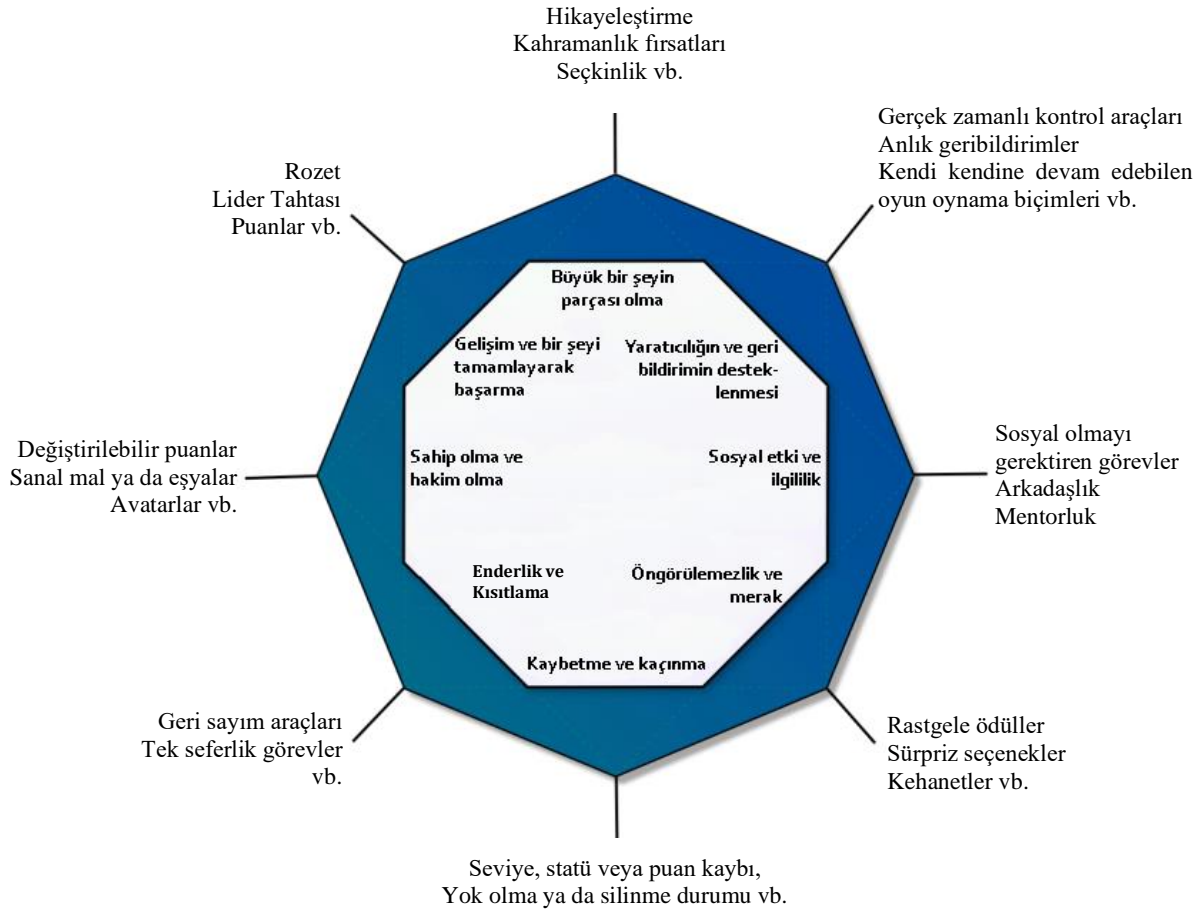 Hikayeleştirme
Kahramanlık fırsatları
Seçkinlik vb.
Gerçek zamanlı kontrol araçları
Anlık geribildirimler
Kendi kendine devam edebilen
oyun oynama biçimleri vb.
Rozet
Lider Tahtası
Puanlar vb.
Büyük bir şeyin
parçası olma
Gelişim ve bir şeyi
tamamlayarak
başarma
Yaratıcılığın ve geri
bildirimin destek-
lenmesi
Değiştirilebilir puanlar
Sanal mal ya da eşyalar
Avatarlar vb.
Sahip olma ve
hakim olma
Sosyal etki ve
ilgililik
Sosyal olmayı
gerektiren görevler
Arkadaşlık
Mentorluk
Enderlik ve
Kısıtlama
Öngörülemezlik ve
merak
Kaybetme ve kaçınma
Geri sayım araçları
Tek seferlik görevler
vb.
Rastgele ödüller
Sürpriz seçenekler
Kehanetler vb.
Seviye, statü veya puan kaybı,
Yok olma ya da silinme durumu vb.